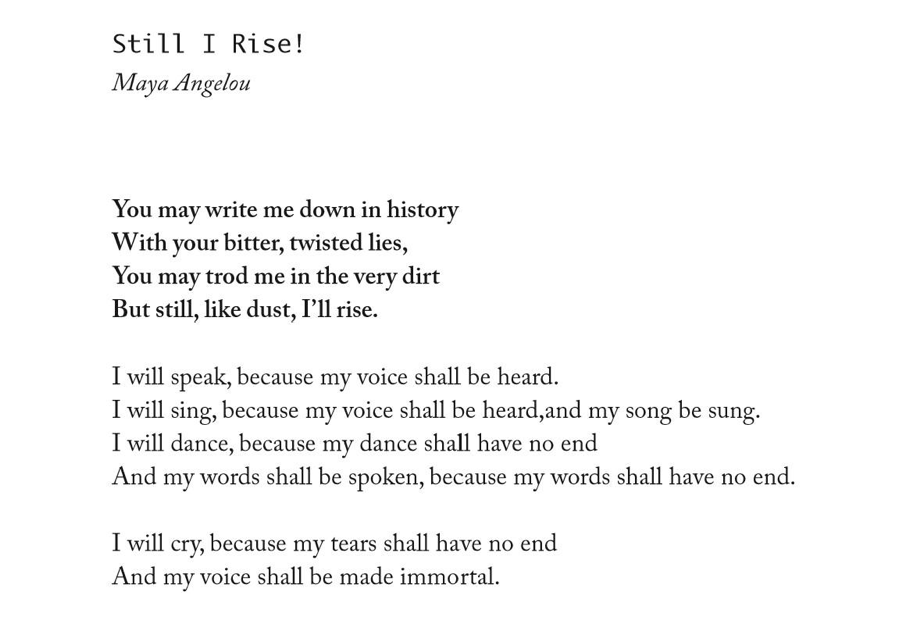 Still I Rise!
Maya Angelou
You may write me down in history
With your bitter, twisted lies,
You may trod me in the very dirt
But still, like dust, I’ll rise.
I will speak, because my voice shall be heard.
I will sing, because my voice shall be heard,and my song be sung.
I will dance, because my dance shall have no end
And my words shall be spoken, because my words shall have no end.
I will cry, because my tears shall have no end
And my voice shall be made immortal.